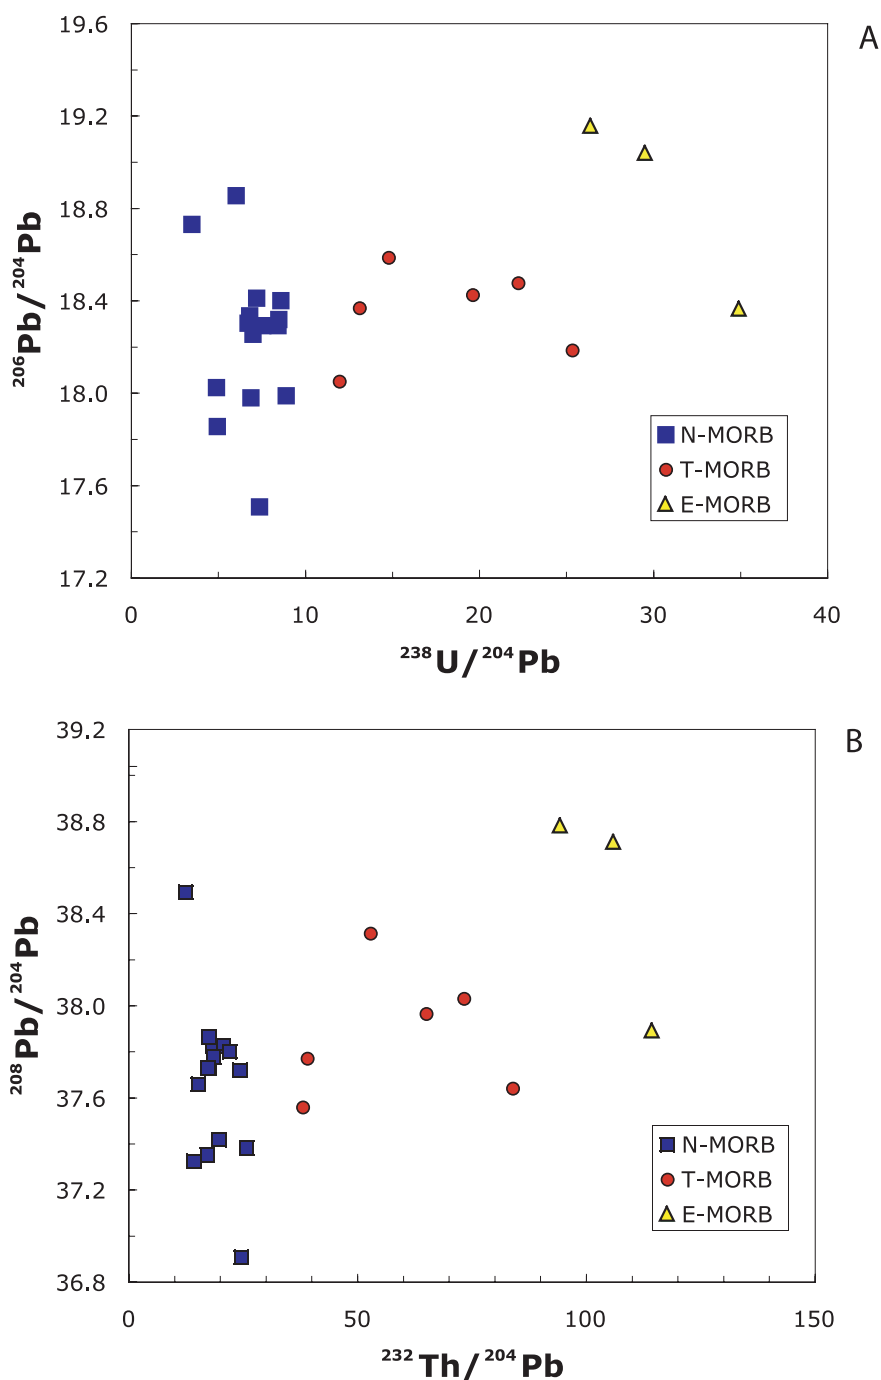 A
19.6
19.2
18.8
18.4
18.0
17.6
17.2
206Pb/204Pb
N-MORB
T-MORB
E-MORB
0 10 20 30 40
238U/204Pb
B
39.2
38.8
38.4
38.0
37.6
37.2
36.8
208Pb/204Pb
N-MORB
T-MORB
E-MORB
0 50 100 150
232Th/204Pb